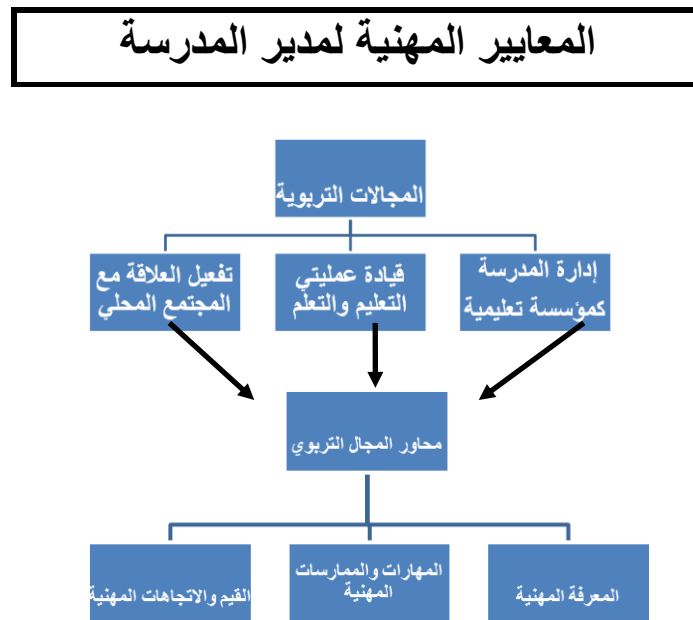 المعايير المهنية لمدير المدرسة
المجالات التربوية
إدارة المدرسة
كمؤسسة تعليمية
قيادة عمليتي
التعليم والتعلم
تفعيل العلاقة مع
المجتمع المحلي
محاور المجال التربوي
المعرفة المهنية
المهارات والممارسات
المهنية
القيم والاتجاهات المهنية